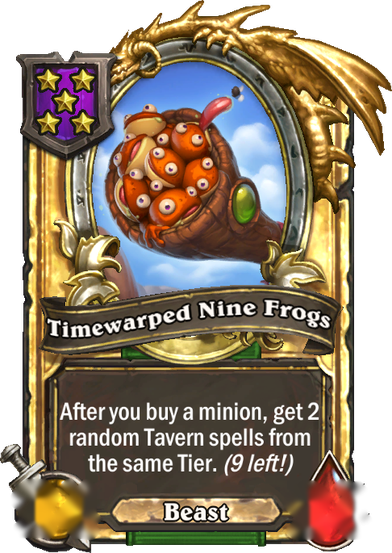 Timewarped Nine Frogs
After you buy a minion, get 2
random Tavern spells from
the same Tier. (9 left!)
Beast